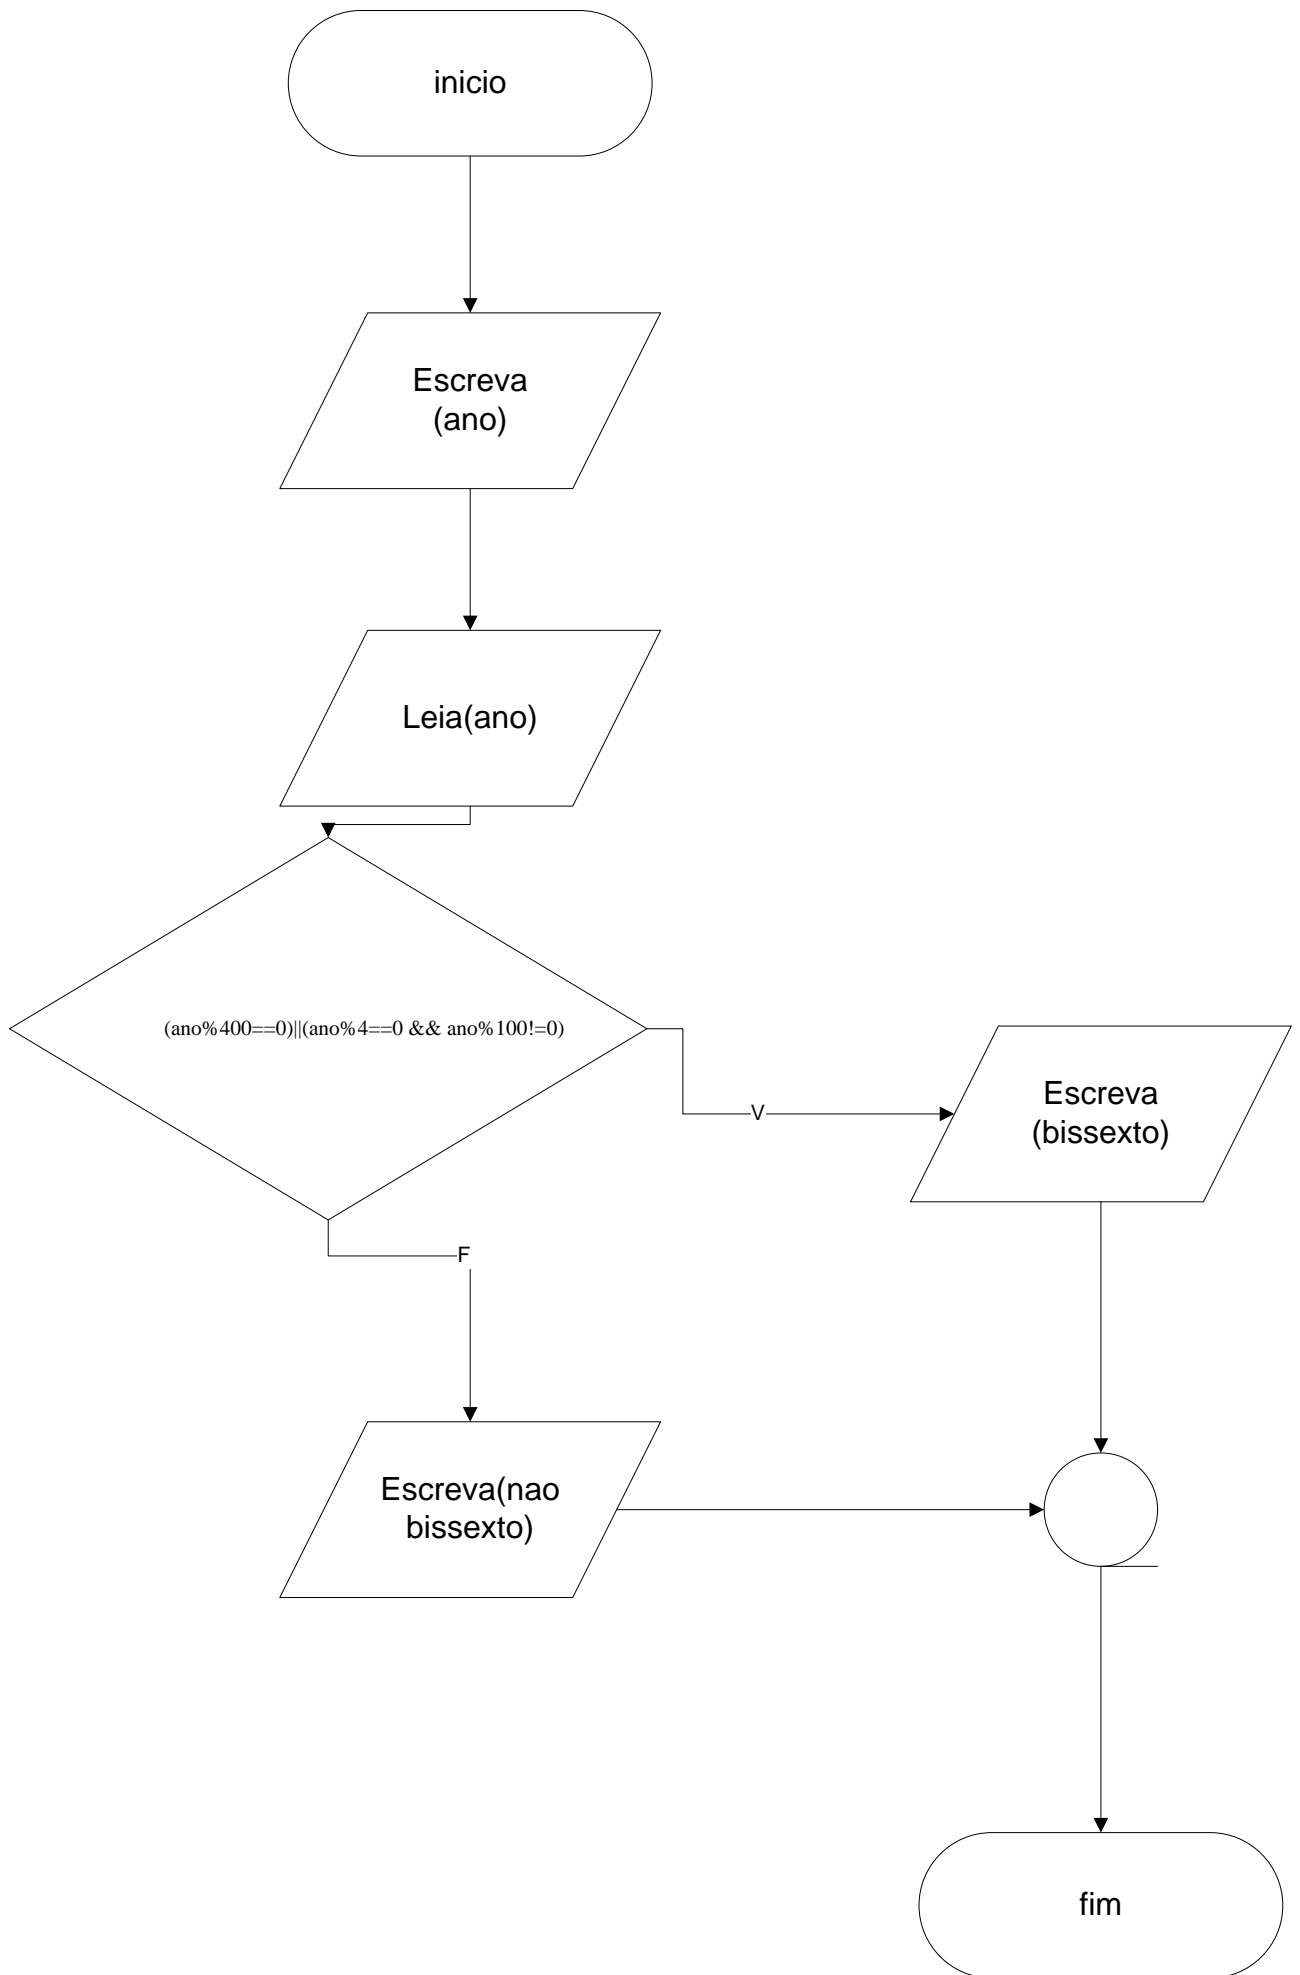 inicio
Escreva
(ano)
Leia(ano)
(ano%400==0)||(ano%4==0 && ano%100!=0)
V
Escreva
(bissexto)
F
Escreva(nao
bissexto)
fim